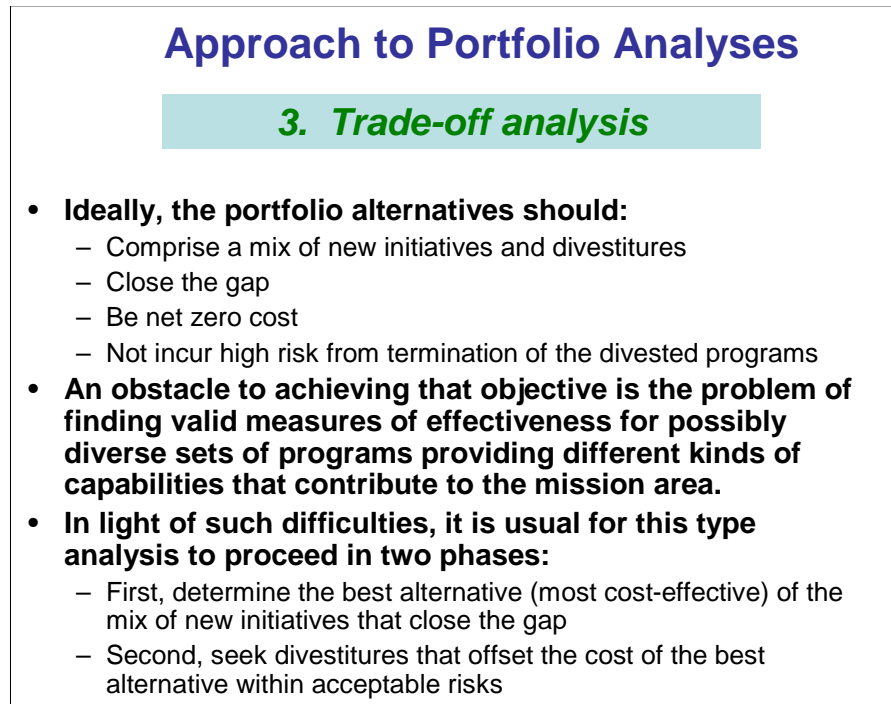 Approach to Portfolio Analyses
3.  Trade-off analysis
• Ideally, the portfolio alternatives should:
– Comprise a mix of new initiatives and divestitures
– Close the gap
– Be net zero cost
– Not incur high risk from termination of the divested programs
• An obstacle to achieving that objective is the problem of
finding valid measures of effectiveness for possibly
diverse sets of programs providing different kinds of
capabilities that contribute to the mission area.
• In light of such difficulties, it is usual for this type
analysis to proceed in two phases:
– First, determine the best alternative (most cost-effective) of the
mix of new initiatives that close the gap
– Second, seek divestitures that offset the cost of the best
alternative within acceptable risks